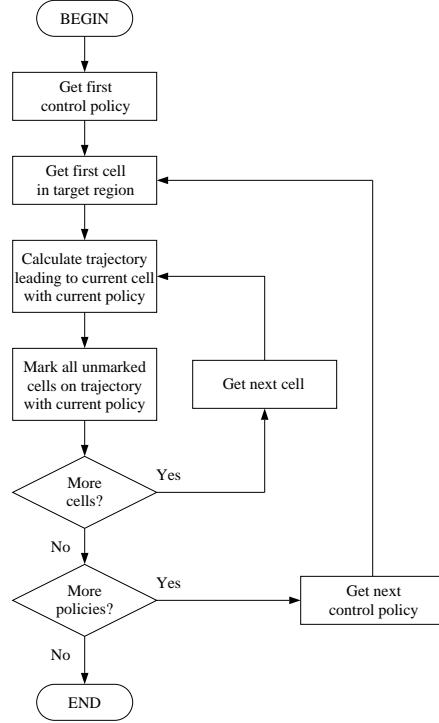 BEGIN
Get first
control policy
Get first cell
in target region
Calculate trajectory
leading to current cell
with current policy
Mark all unmarked
cells on trajectory
with current policy
Get next cell
More
cells?
Yes
No
More
policies?
Yes
Get next
control policy
No
END